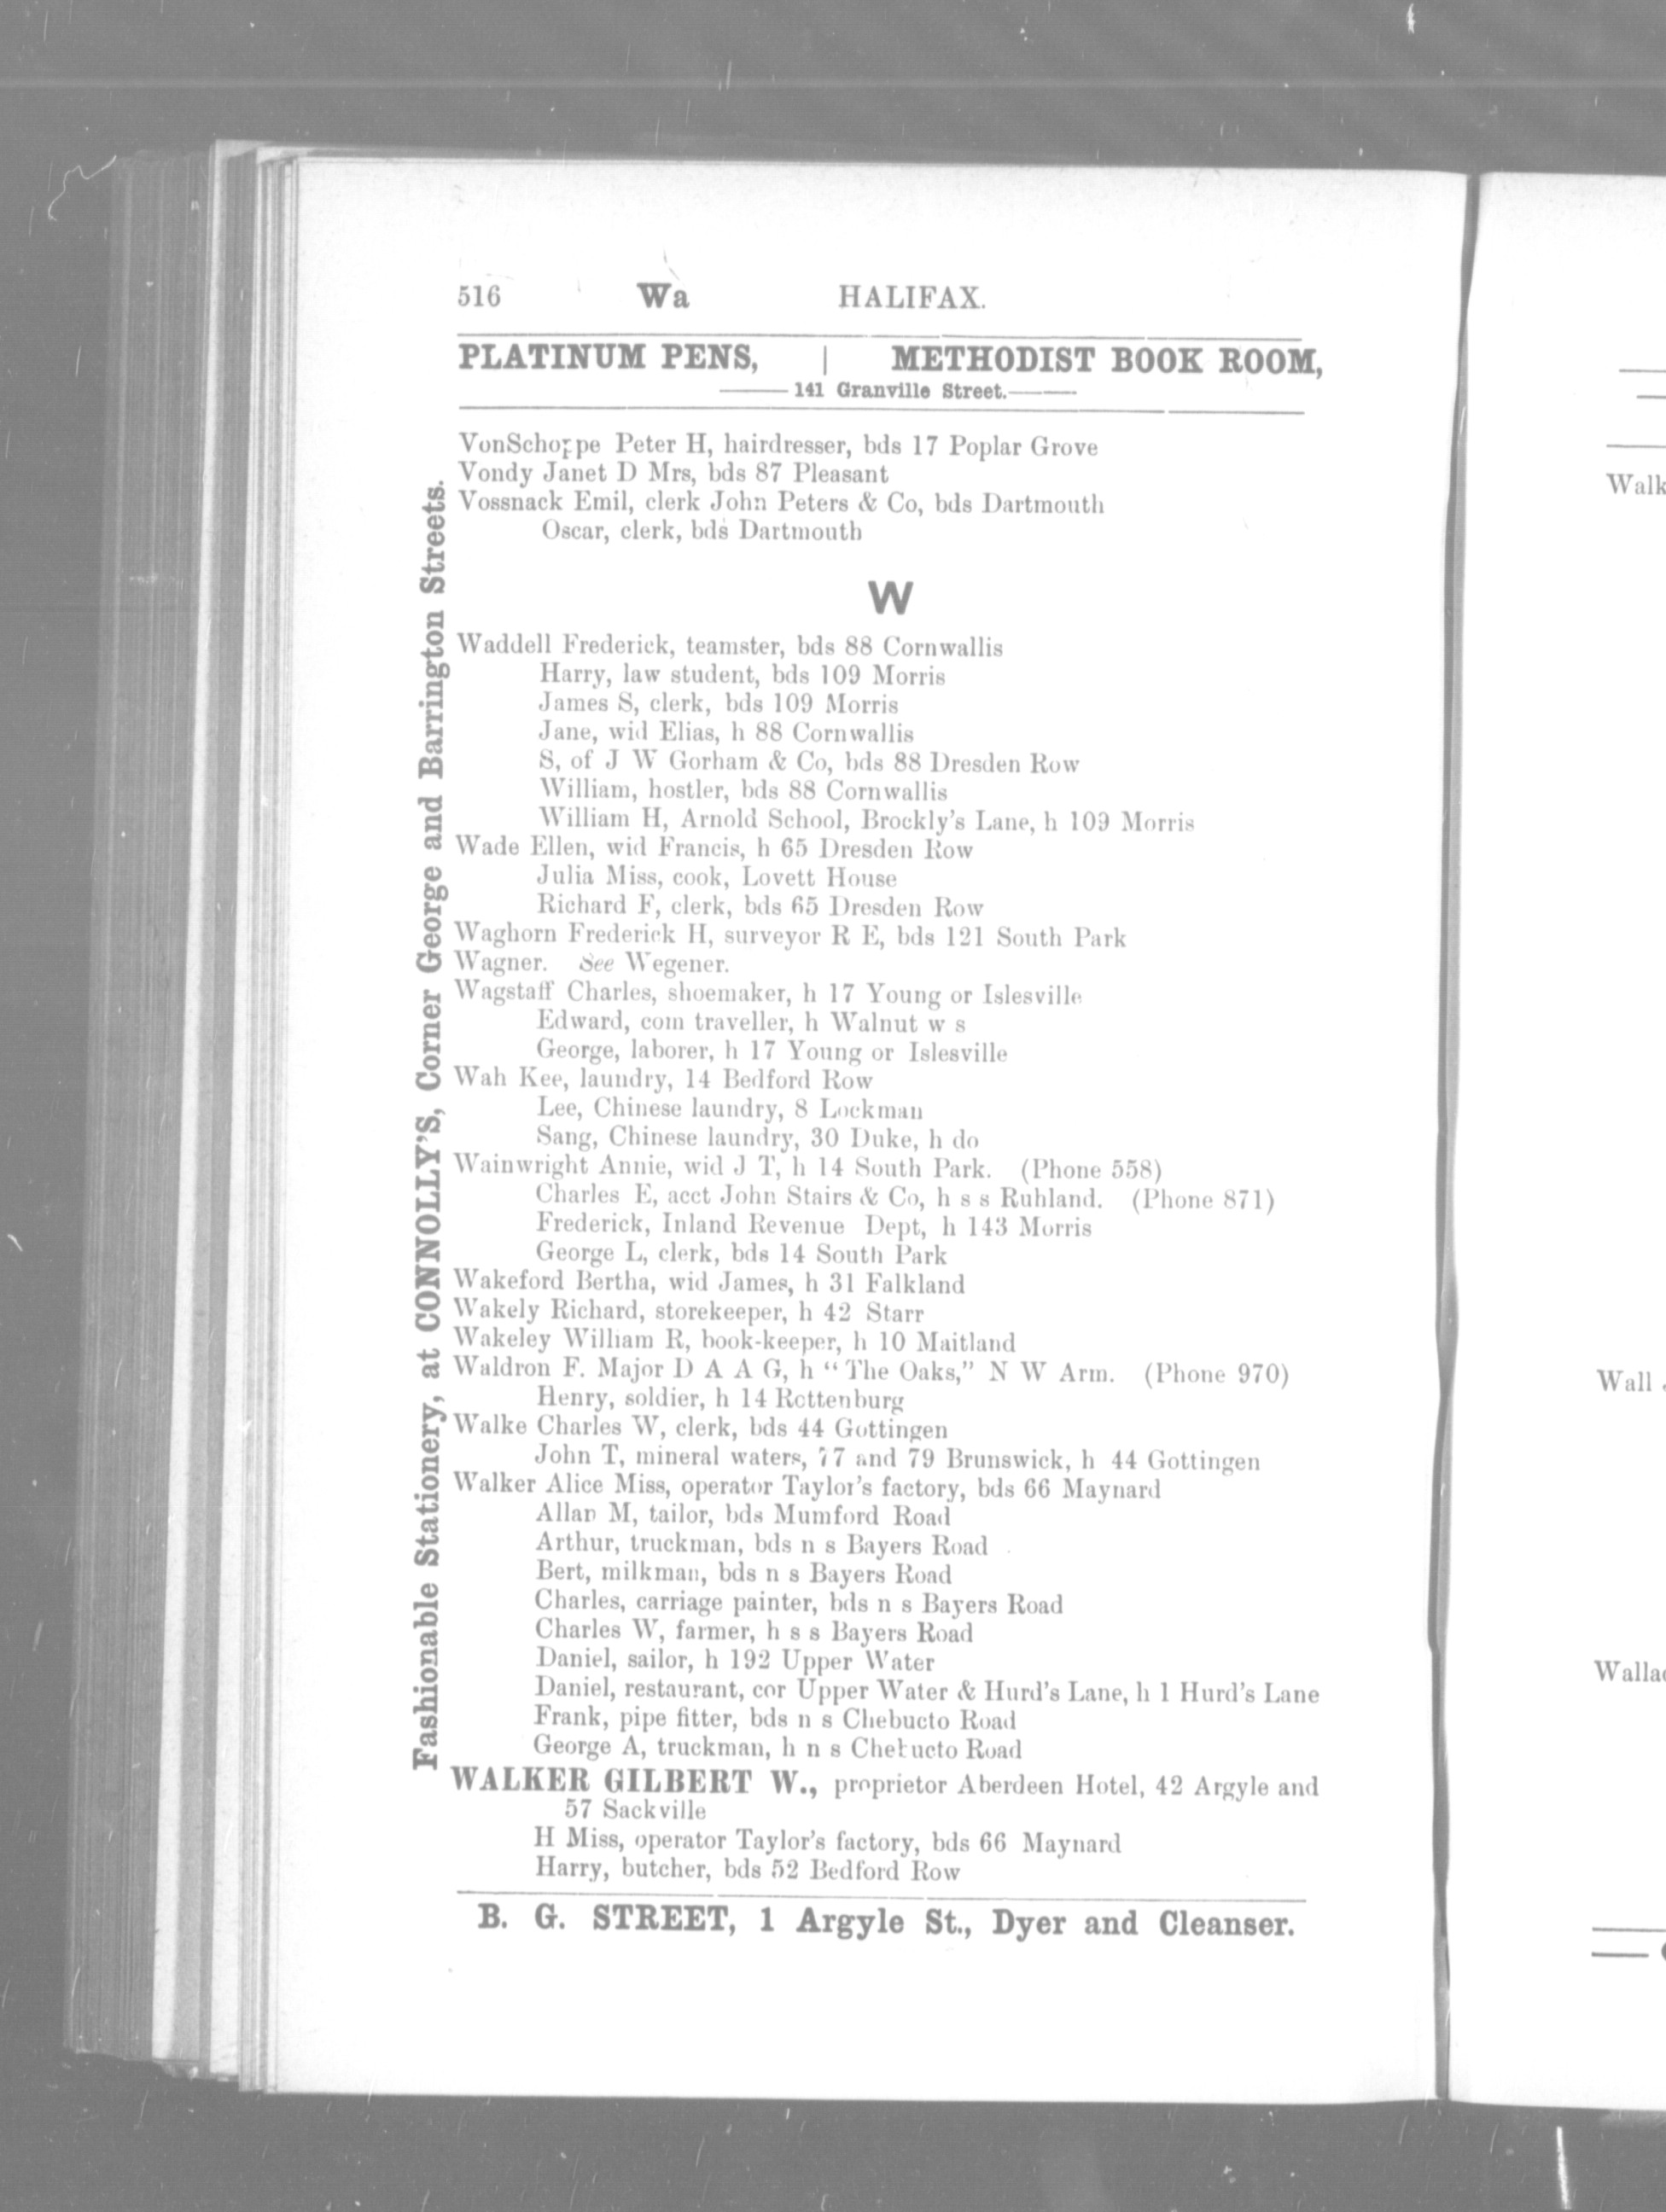 516 Wa HALIFAX.
PLATINUM PENS, | METHODIST BOOK ROOM,
141 Granville Street.
VonSchoppe Peter H, hairdresser, bds 17 Poplar Grove
Vondy Janet D Mrs, bds 87 Pleasant
Vossnack Emil, clerk John Peters & Co, bds Dartmouth
Oscar, clerk, bds Dartmouth
W
Waddell Frederick, teamster, bds 88 Cornwallis
Harry, law student, bds 109 Morris
James S, clerk, bds 109 Morris
Jane, wid Elias, h 88 Cornwallis
S, of J W Gorham & Co, bds 88 Dresden Row
William, hostler, bds 88 Cornwallis
William H, Arnold School, Brockly's Lane, h 109 Morris
Wade Ellen, wid Francis, h 65 Dresden Row
Julia Miss, cook, Lovett House
Richard F, clerk, bds 65 Dresden Row
Waghorn Frederick H, surveyor R E, bds 121 South Park
Wagner. See Wegener.
Wagstaff Charles, shoemaker, h 17 Young or Islesville
Edward, com traveller, h Walnut w s
George, laborer, h 17 Young or Islesville
Wah Kee, laundry, 14 Bedford Row
Lee, Chinese laundry, 8 Lockman
Sang, Chinese laundry, 30 Duke, h do
Wainwright Annie, wid J T, h 14 South Park. (Phone 558)
Charles E, acct John Stairs & Co, h s s Ruhland. (Phone 871)
Frederick, Inland Revenue Dept, h 143 Morris
George L, clerk, bds 14 South Park
Wakeford Bertha, wid James, h 31 Falkland
Wakely Richard, storekeeper, h 42 Starr
Wakeley William R, book-keeper, h 10 Maitland
Waldron F. Major D A A G, h "The Oaks," N W Arm. (Phone 970)
Henry, soldier, h 14 Rottenburg
Walke Charles W, clerk, bds 44 Gottingen
John T, mineral waters, 77 and 79 Brunswick, h 44 Gottingen
Walker Alice Miss, operator Taylor's factory, bds 66 Maynard
Allan M, tailor, bds Mumford Road
Arthur, truckman, bds n s Bayers Road
Bert, milkman, bds n s Bayers Road
Charles, carriage painter, bds n s Bayers Road
Charles W, farmer, h s s Bayers Road
Daniel, sailor, h 192 Upper Water
Daniel, restaurant, cor Upper Water & Hurd's Lane, h 1 Hurd's Lane
Frank, pipe fitter, bds n s Chebucto Road
George A, truckman, h n s Chebucto Road
WALKER GILBERT W., proprietor Aberdeen Hotel, 42 Argyle and
57 Sackville
H Miss, operator Taylor's factory, bds 66 Maynard
Harry, butcher, bds 52 Bedford Row
B. G. STREET, 1 Argyle St., Dyer and Cleanser.
Fashionable Stationery, at CONNOLLY'S, Corner George and Barrington Streets.
Walk
Wall
Walla